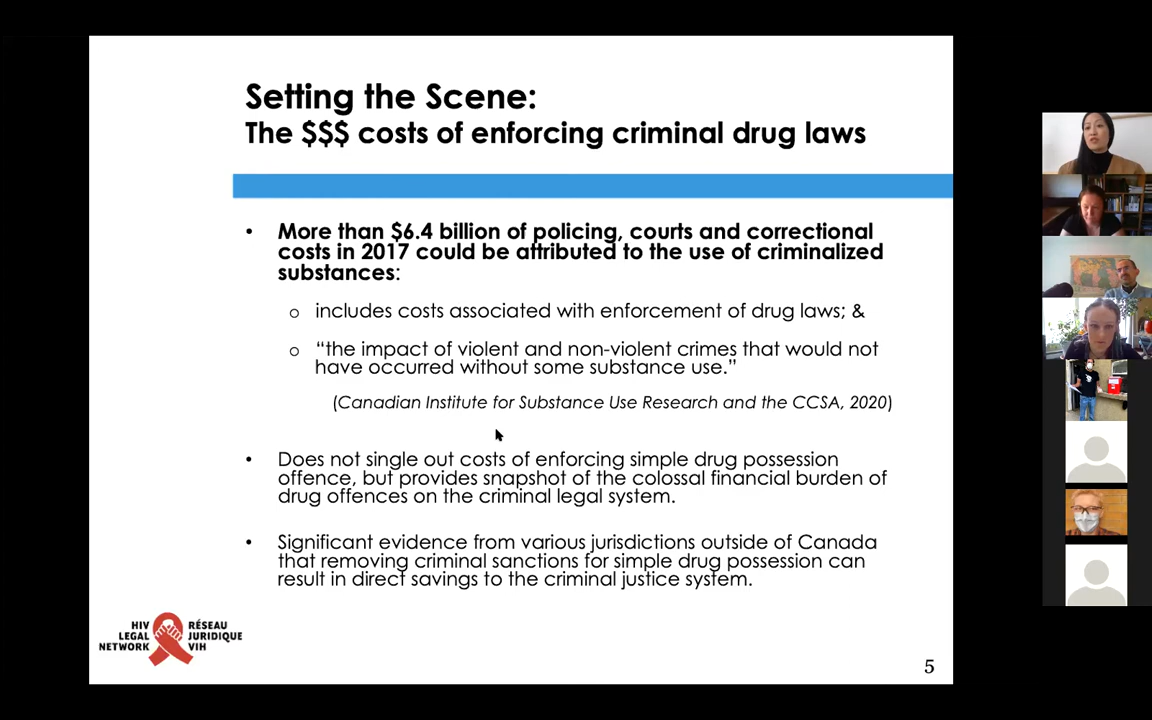 Setting the Scene:
The $$$ costs of enforcing criminal drug laws
• More than $6.4 billion of policing, courts and correctional
costs in 2017 could be attributed to the use of criminalized
substances:
o includes costs associated with enforcement of drug laws; &
o “the impact of violent and non-violent crimes that would not
have occurred without some substance use.”
(Canadian Institute for Substance Use Research and the CCSA, 2020)
• Does not single out costs of enforcing simple drug possession
offence, but provides snapshot of the colossal financial burden of
drug offences on the criminal legal system.
• Significant evidence from various jurisdictions outside of Canada
that removing criminal sanctions for simple drug possession can
result in direct savings to the criminal justice system.
HIV
LEGAL
NETWORK
RÉSEAU
JURIDIQUE
VIH
5